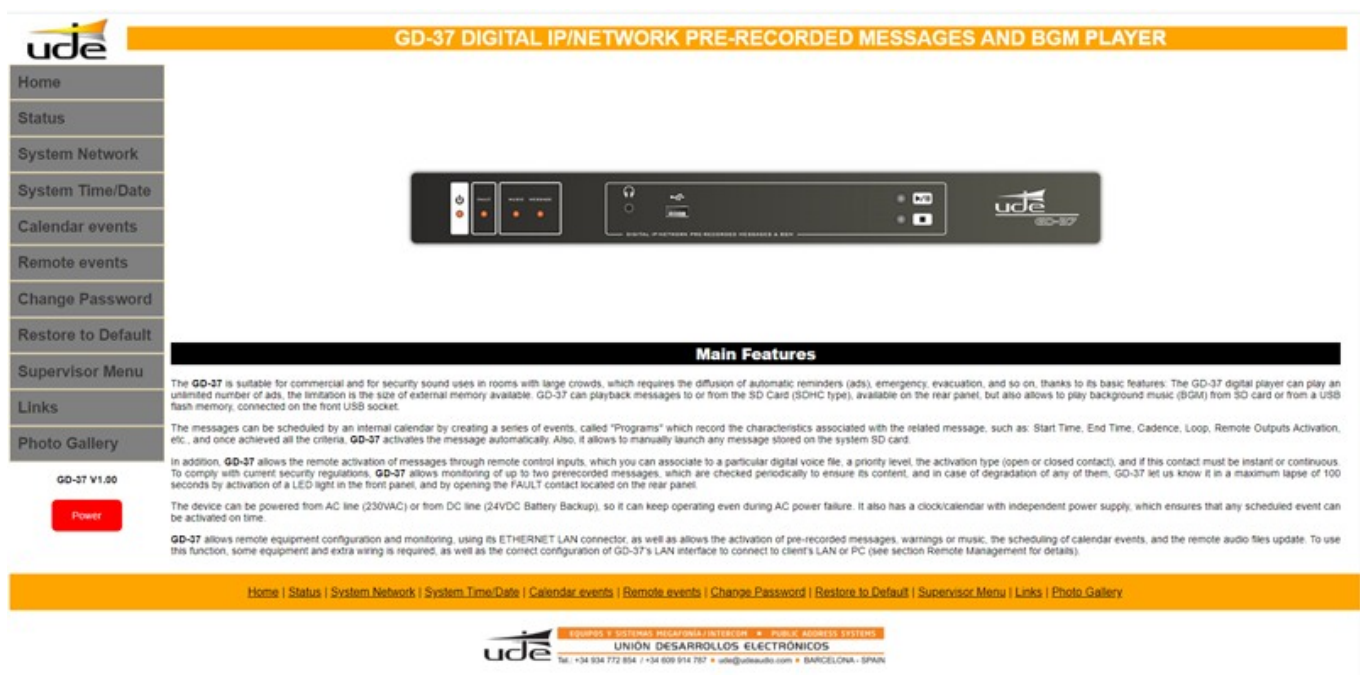 ude
GD-37 DIGITAL IP/NETWORK PRE-RECORDED MESSAGES AND BGM PLAYER
Home
Status
System Network
System Time/Date
Calendar events
Remote events
Change Password
Restore to Default
Supervisor Menu
Links
Photo Gallery
GD-37 V1.00
Power
FAULT
MUSIC MESSAGE
DIGITAL IP/NETWORK PRE-RECORDED MESSAGES & BGM
ude
GD-37
Main Features
The GD-37 is suitable for commercial and for security sound uses in rooms with large crowds, which requires the diffusion of automatic reminders (ads), emergency, evacuation, and so on, thanks to its basic features: The GD-37 digital player can play an
unlimited number of ads, the limitation is the size of external memory available. GD-37 can playback messages to or from the SD Card (SDHC type), available on the rear panel, but also allows to play background music (BGM) from SD card or from a USB
flash memory, connected on the front USB socket.
The messages can be scheduled by an internal calendar by creating a series of events, called "Programs" which record the characteristics associated with the related message, such as: Start Time, End Time, Cadence, Loop, Remote Outputs Activation,
etc., and once achieved all the criteria, GD-37 activates the message automatically. Also, it allows to manually launch any message stored on the system SD card.
In addition, GD-37 allows the remote activation of messages through remote control inputs, which you can associate to a particular digital voice file, a priority level, the activation type (open or closed contact), and if this contact must be instant or continuous.
To comply with current security regulations, GD-37 allows monitoring of up to two prerecorded messages, which are checked periodically to ensure its content, and in case of degradation of any of them, GD-37 let us know it in a maximum lapse of 100
seconds by activation of a LED light in the front panel, and by opening the FAULT contact located on the rear panel.
The device can be powered from AC line (230VAC) or from DC line (24VDC Battery Backup), so it can keep operating even during AC power failure. It also has a clock/calendar with independent power supply, which ensures that any scheduled event can
be activated on time.
GD-37 allows remote equipment configuration and monitoring, using its ETHERNET LAN connector, as well as allows the activation of pre-recorded messages, warnings or music, the scheduling of calendar events, and the remote audio files update. To use
this function, some equipment and extra wiring is required, as well as the correct configuration of GD-37's LAN interface to connect to client's LAN or PC (see section Remote Management for details).
Home | Status | System Network | System Time/Date | Calendar events | Remote events | Change Password | Restore to Default | Supervisor Menu | Links | Photo Gallery
ude
EQUIPOS Y SISTEMAS MEGAFONÍA/INTERCOM • PUBLIC ADDRESS SYSTEMS
UNIÓN DESARROLLOS ELECTRÓNICOS
Tel.: +34 934 772 854 / +34 609 914 787 • ude@udeaudio.com • BARCELONA - SPAIN